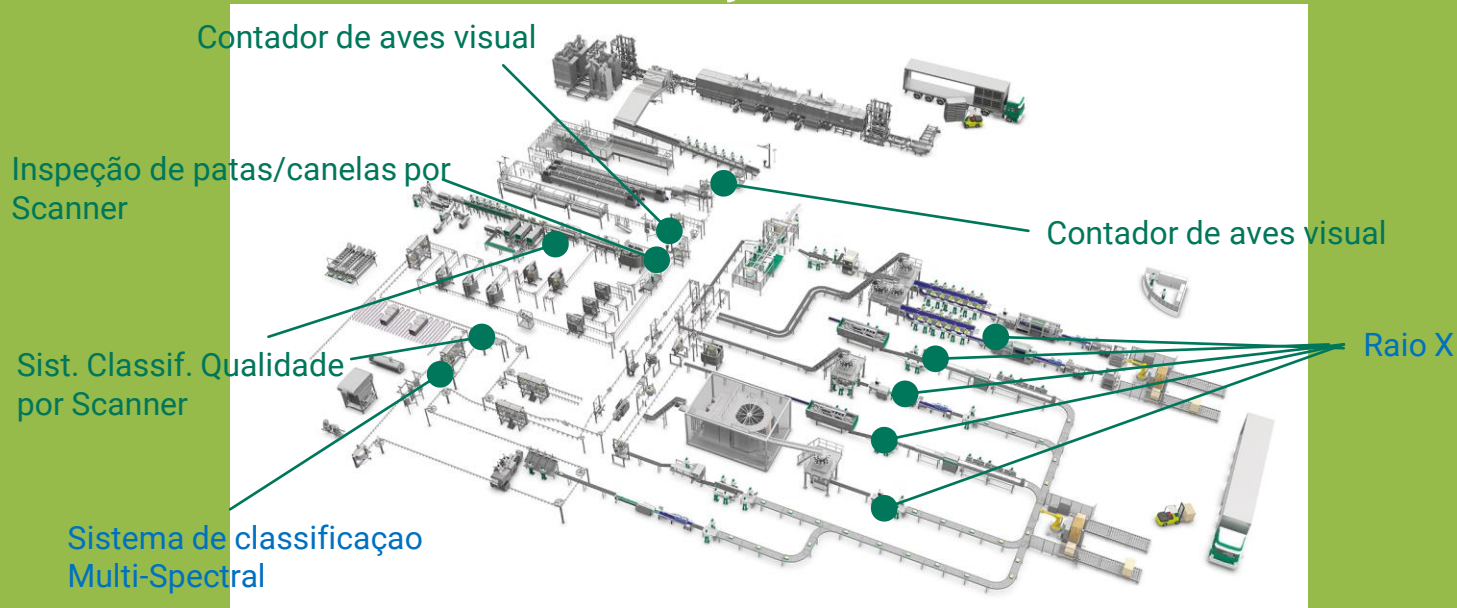 Contador de aves visual
Inspeção de patas/canelas por
Scanner
Contador de aves visual
Raio X
Sist. Classif. Qualidade
por Scanner
Sistema de classificaçao
Multi-Spectral